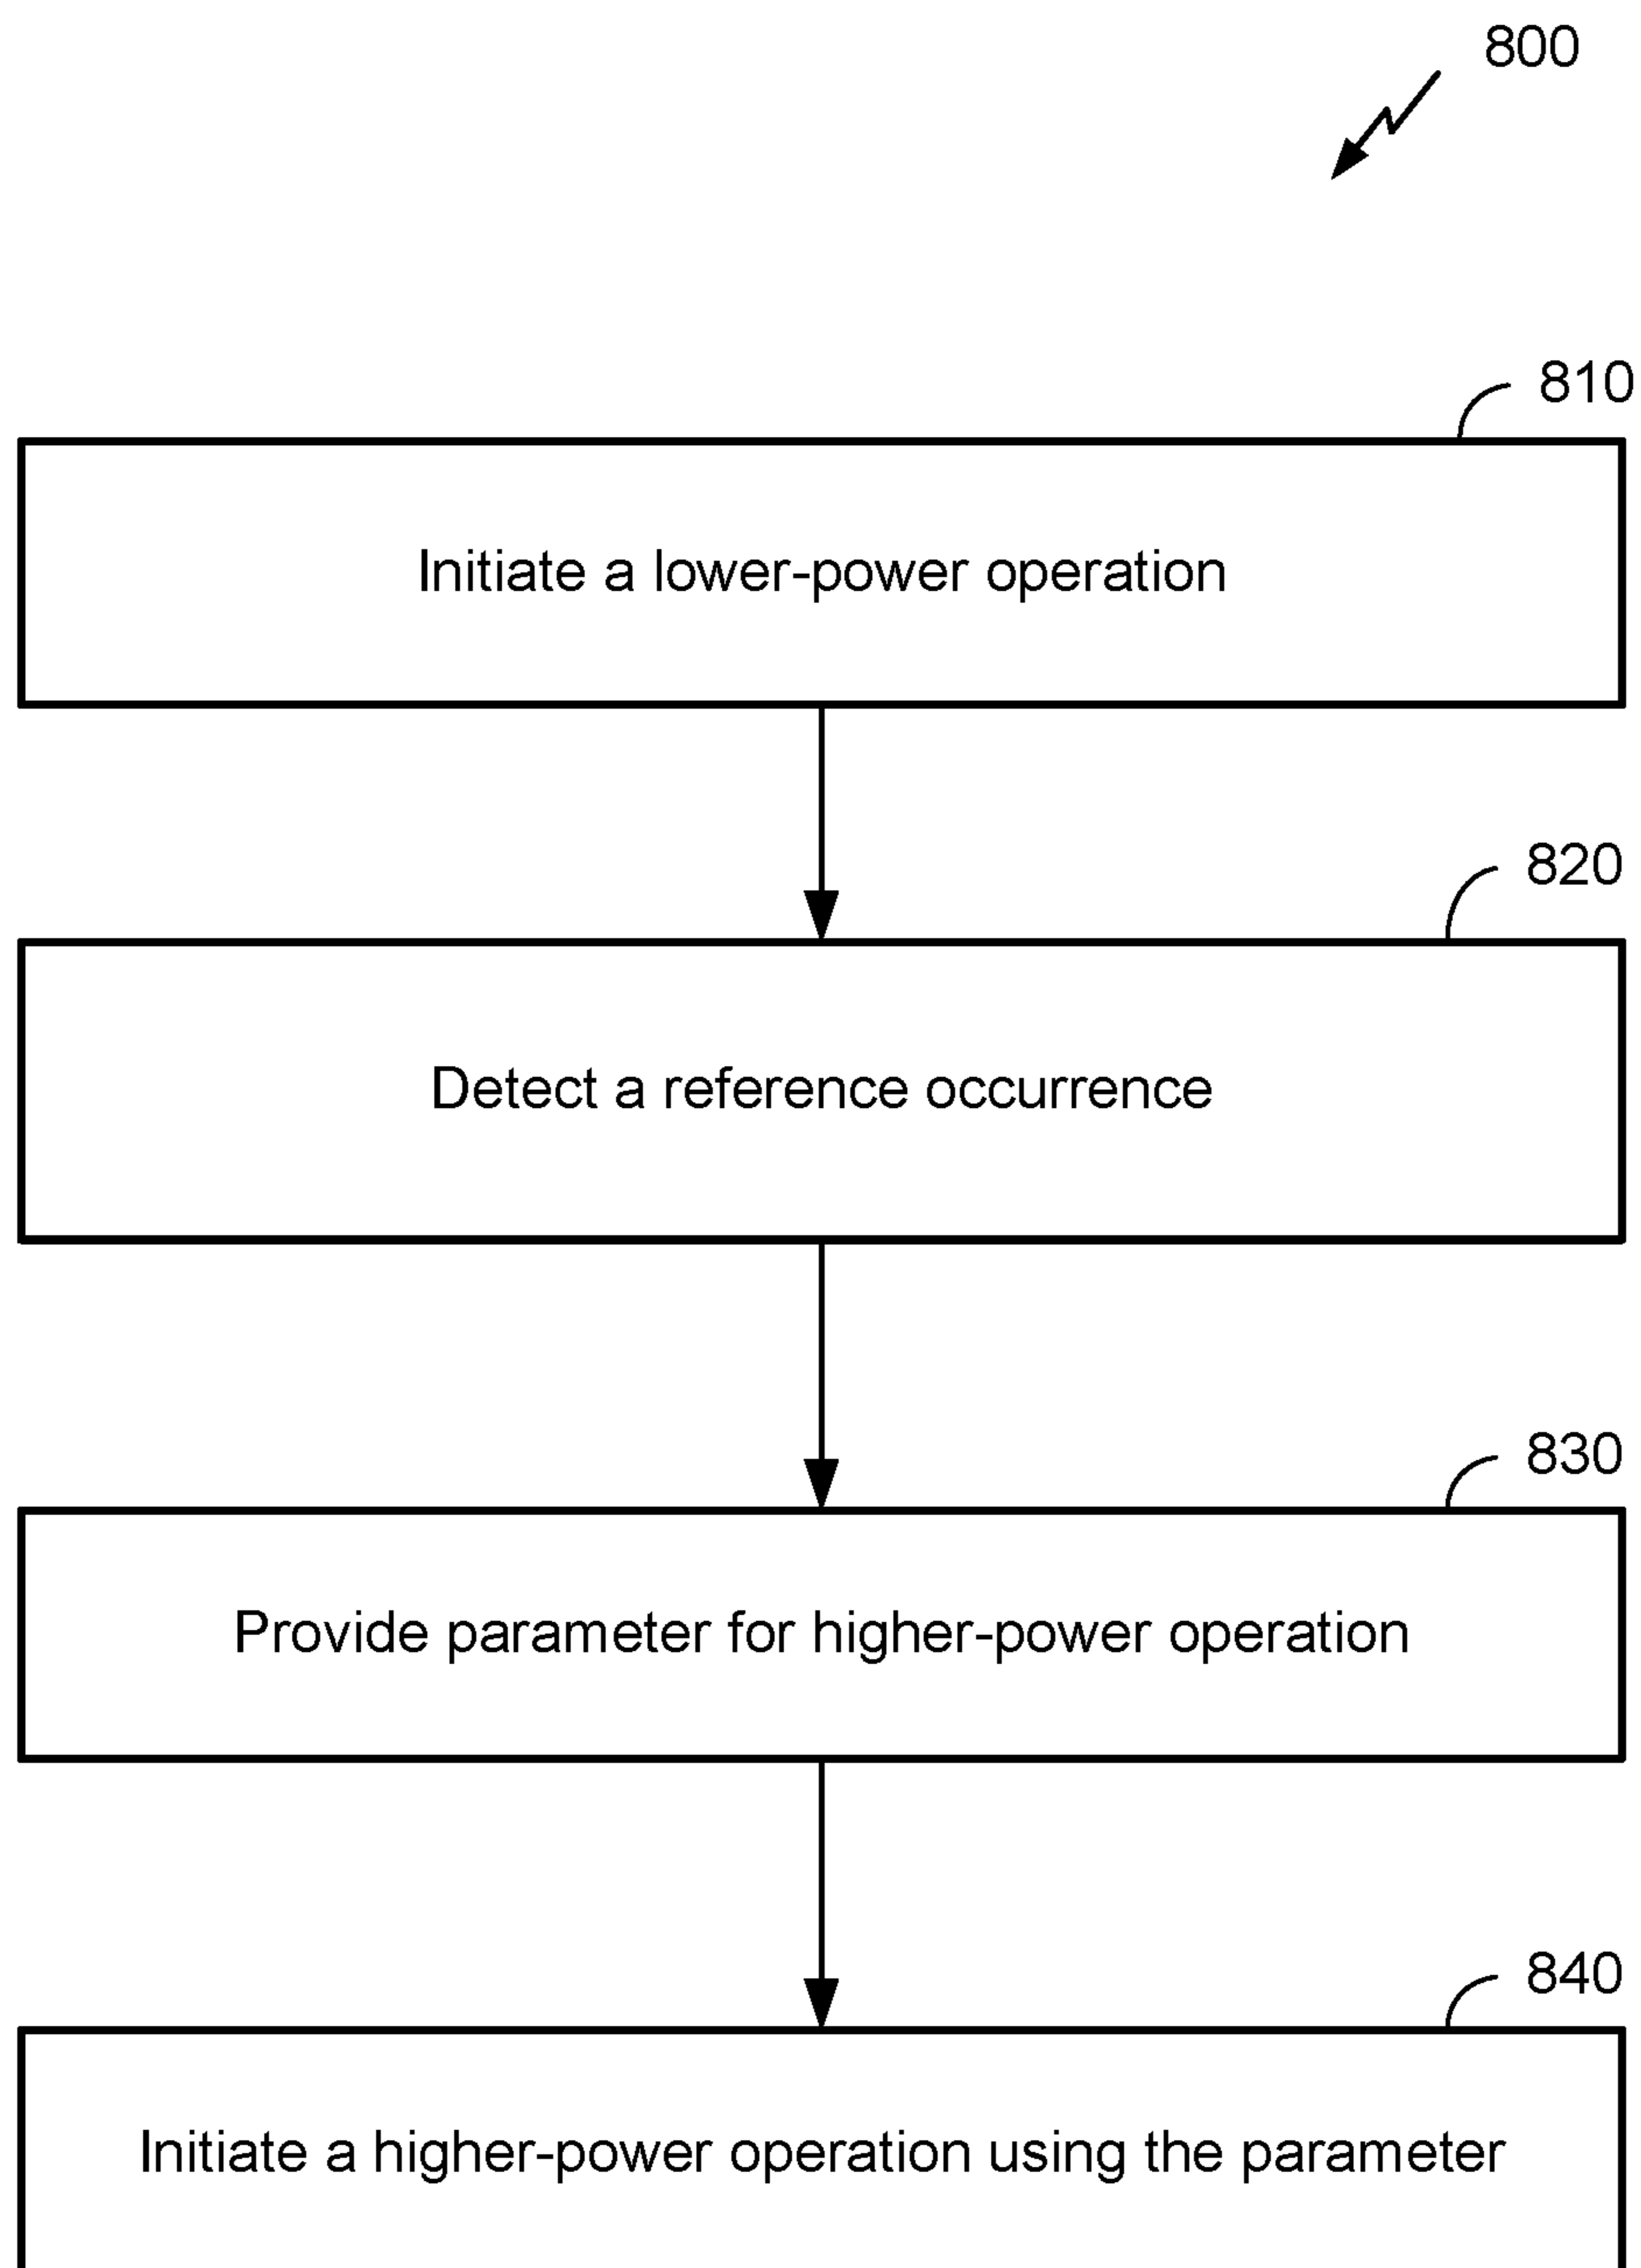 800
810
Initiate a lower-power operation
820
Detect a reference occurrence
830
Provide parameter for higher-power operation
840
Initiate a higher-power operation using the parameter